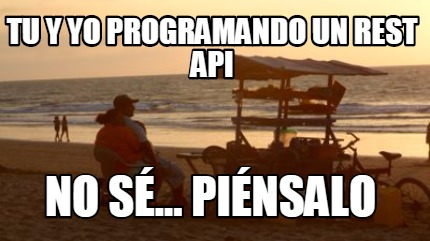 TU Y YO PROGRAMANDO UN REST
API
NO SÉ... PIÉNSALO